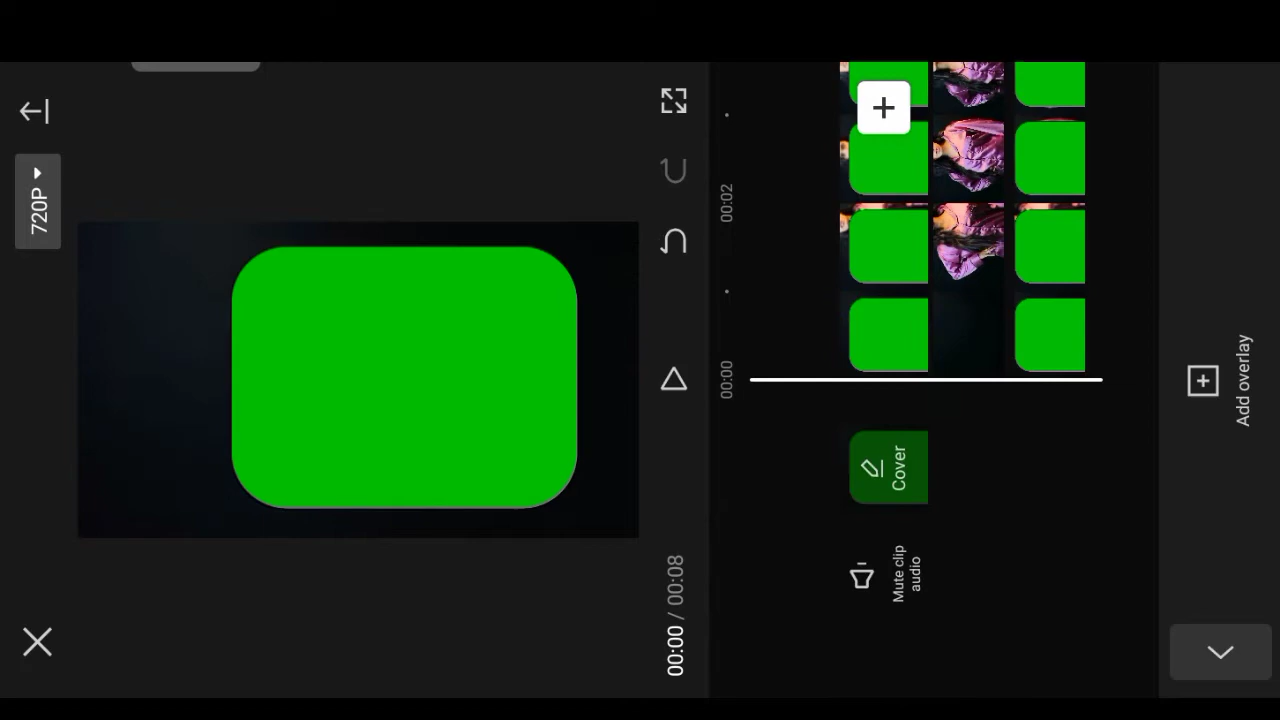 720P
00:00 / 00:08
00:00
00:02
Mute clip
audio
Cover
Add overlay